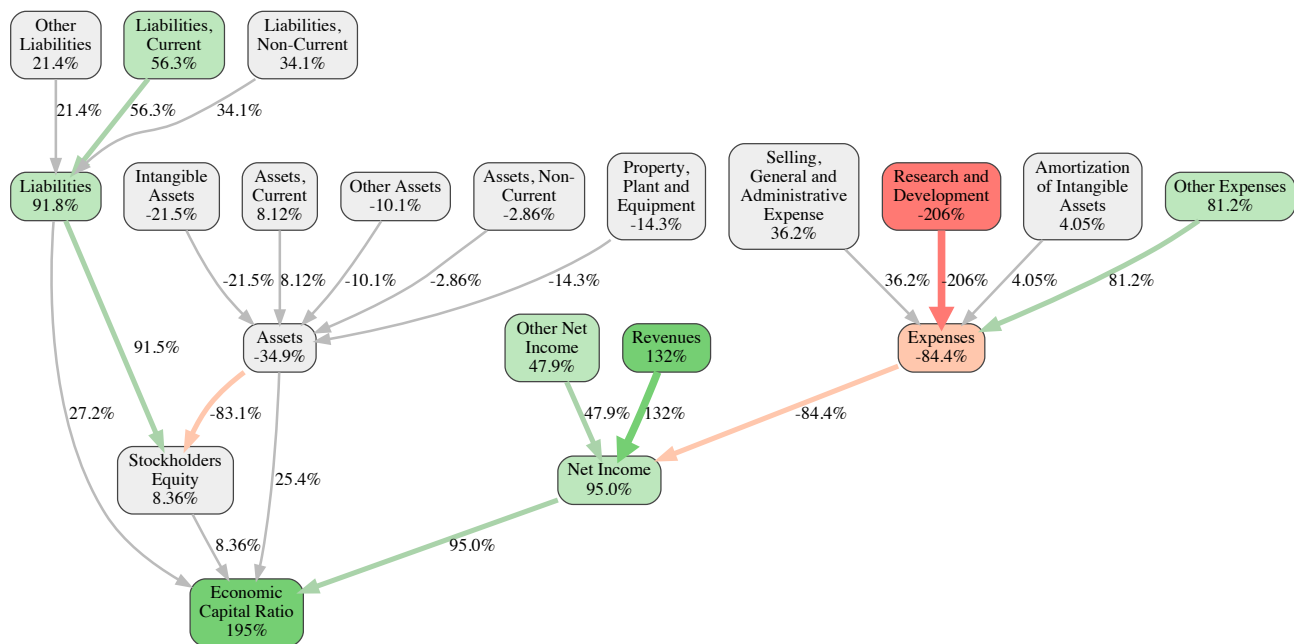 Other
Liabilities
21.4%
Liabilities,
Current
56.3%
Liabilities,
Non-Current
34.1%
21.4%
56.3%
34.1%
Liabilities
91.8%
Intangible
Assets
-21.5%
Assets,
Current
8.12%
Other Assets
-10.1%
Assets, Non-
Current
-2.86%
Property,
Plant and
Equipment
-14.3%
Selling,
General and
Administrative
Expense
36.2%
Research and
Development
-206%
Amortization
of Intangible
Assets
4.05%
Other Expenses
81.2%
-21.5%
8.12%
-10.1%
-2.86%
-14.3%
36.2%
-206%
4.05%
81.2%
91.5%
Assets
-34.9%
Other Net
Income
47.9%
Revenues
132%
Expenses
-84.4%
27.2%
-83.1%
47.9%
132%
-84.4%
Stockholders
Equity
8.36%
25.4%
Net Income
95.0%
8.36%
95.0%
Economic
Capital Ratio
195%